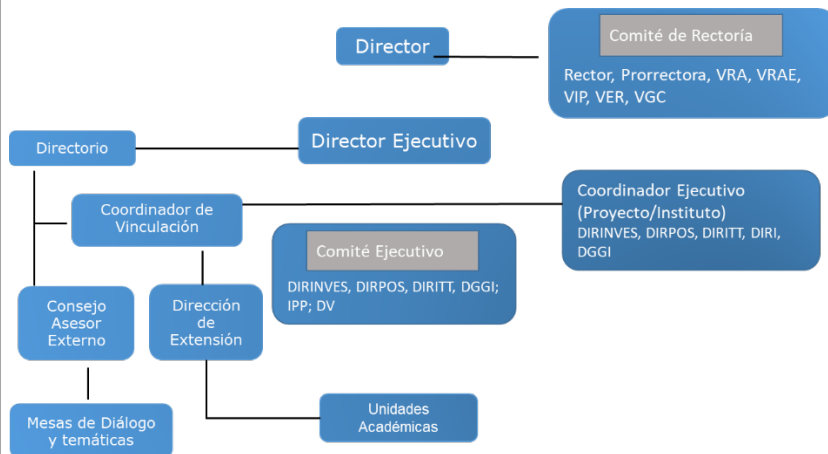 Director
Comité de Rectoría
Rector, Prorrectora, VRA, VRAE,
VIP, VER, VGC
Directorio
Director Ejecutivo
Coordinador de
Vinculación
Coordinador Ejecutivo
(Proyecto/Instituto)
DIRINVES, DIRPOS, DIRITT, DIRI,
DGGI
Comité Ejecutivo
DIRINVES, DIRPOS, DIRITT, DGGI;
IPP; DV
Consejo
Asesor
Externo
Dirección
de
Extensión
Mesas de Diálogo
y temáticas
Unidades
Académicas